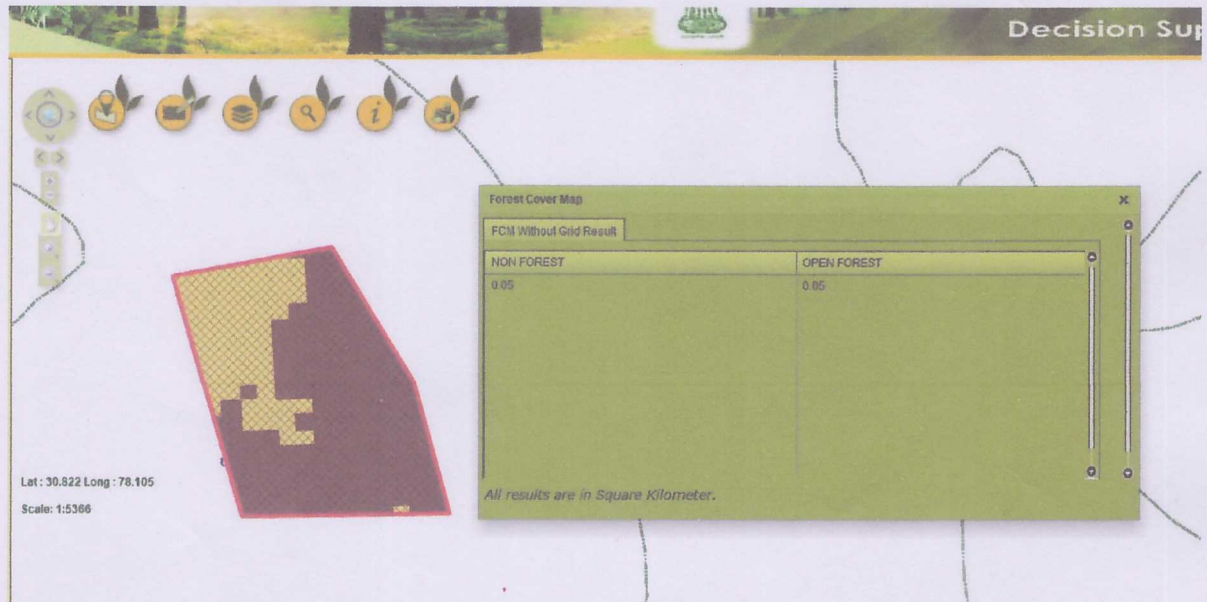 Decision Su
Forest Cover Map
FCM Without Grid Result
NON FOREST OPEN FOREST
0.05 0.05
All results are in Square Kilometer.
Lat : 30.822 Long : 78.105
Scale: 1:5366